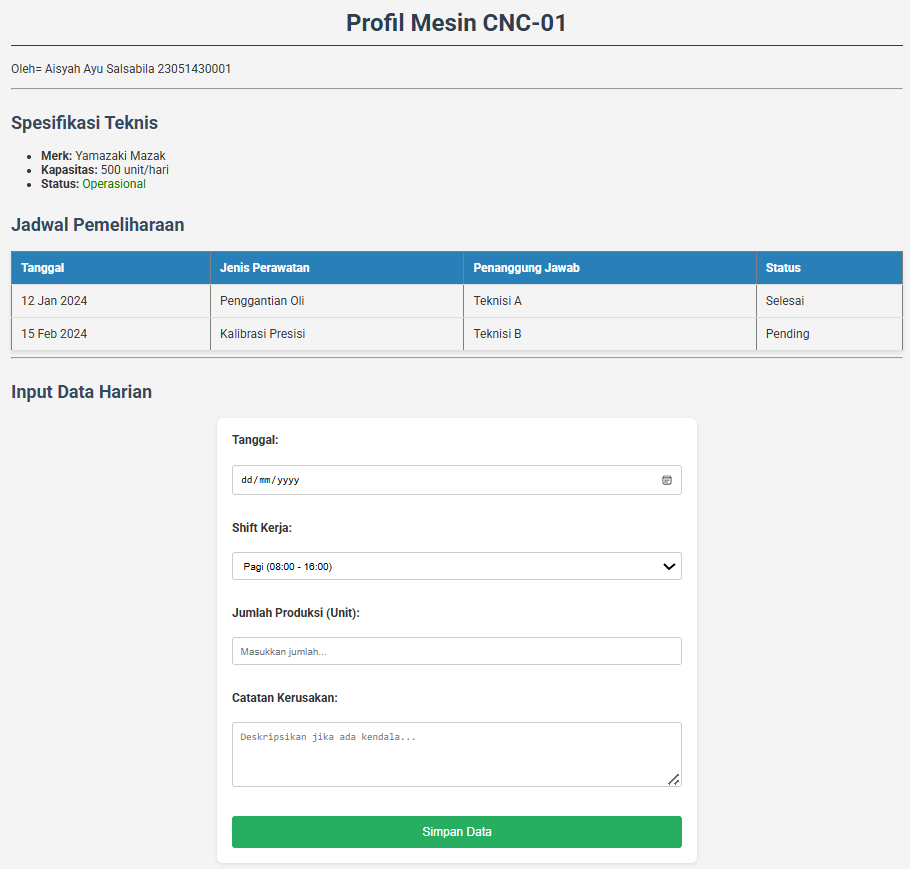 Profil Mesin CNC-01
Oleh= Aisyah Ayu Salsabila 23051430001
Spesifikasi Teknis
Merk: Yamazaki Mazak
Kapasitas: 500 unit/hari
Status: Operasional
Jadwal Pemeliharaan
Tanggal Jenis Perawatan Penanggung Jawab Status
12 Jan 2024 Penggantian Oli Teknisi A Selesai
15 Feb 2024 Kalibrasi Presisi Teknisi B Pending
Input Data Harian
Tanggal:
dd/mm/yyyy
Shift Kerja:
Pagi (08:00 - 16:00)
Jumlah Produksi (Unit):
Masukkan jumlah...
Catatan Kerusakan:
Deskripsikan jika ada kendala...
Simpan Data